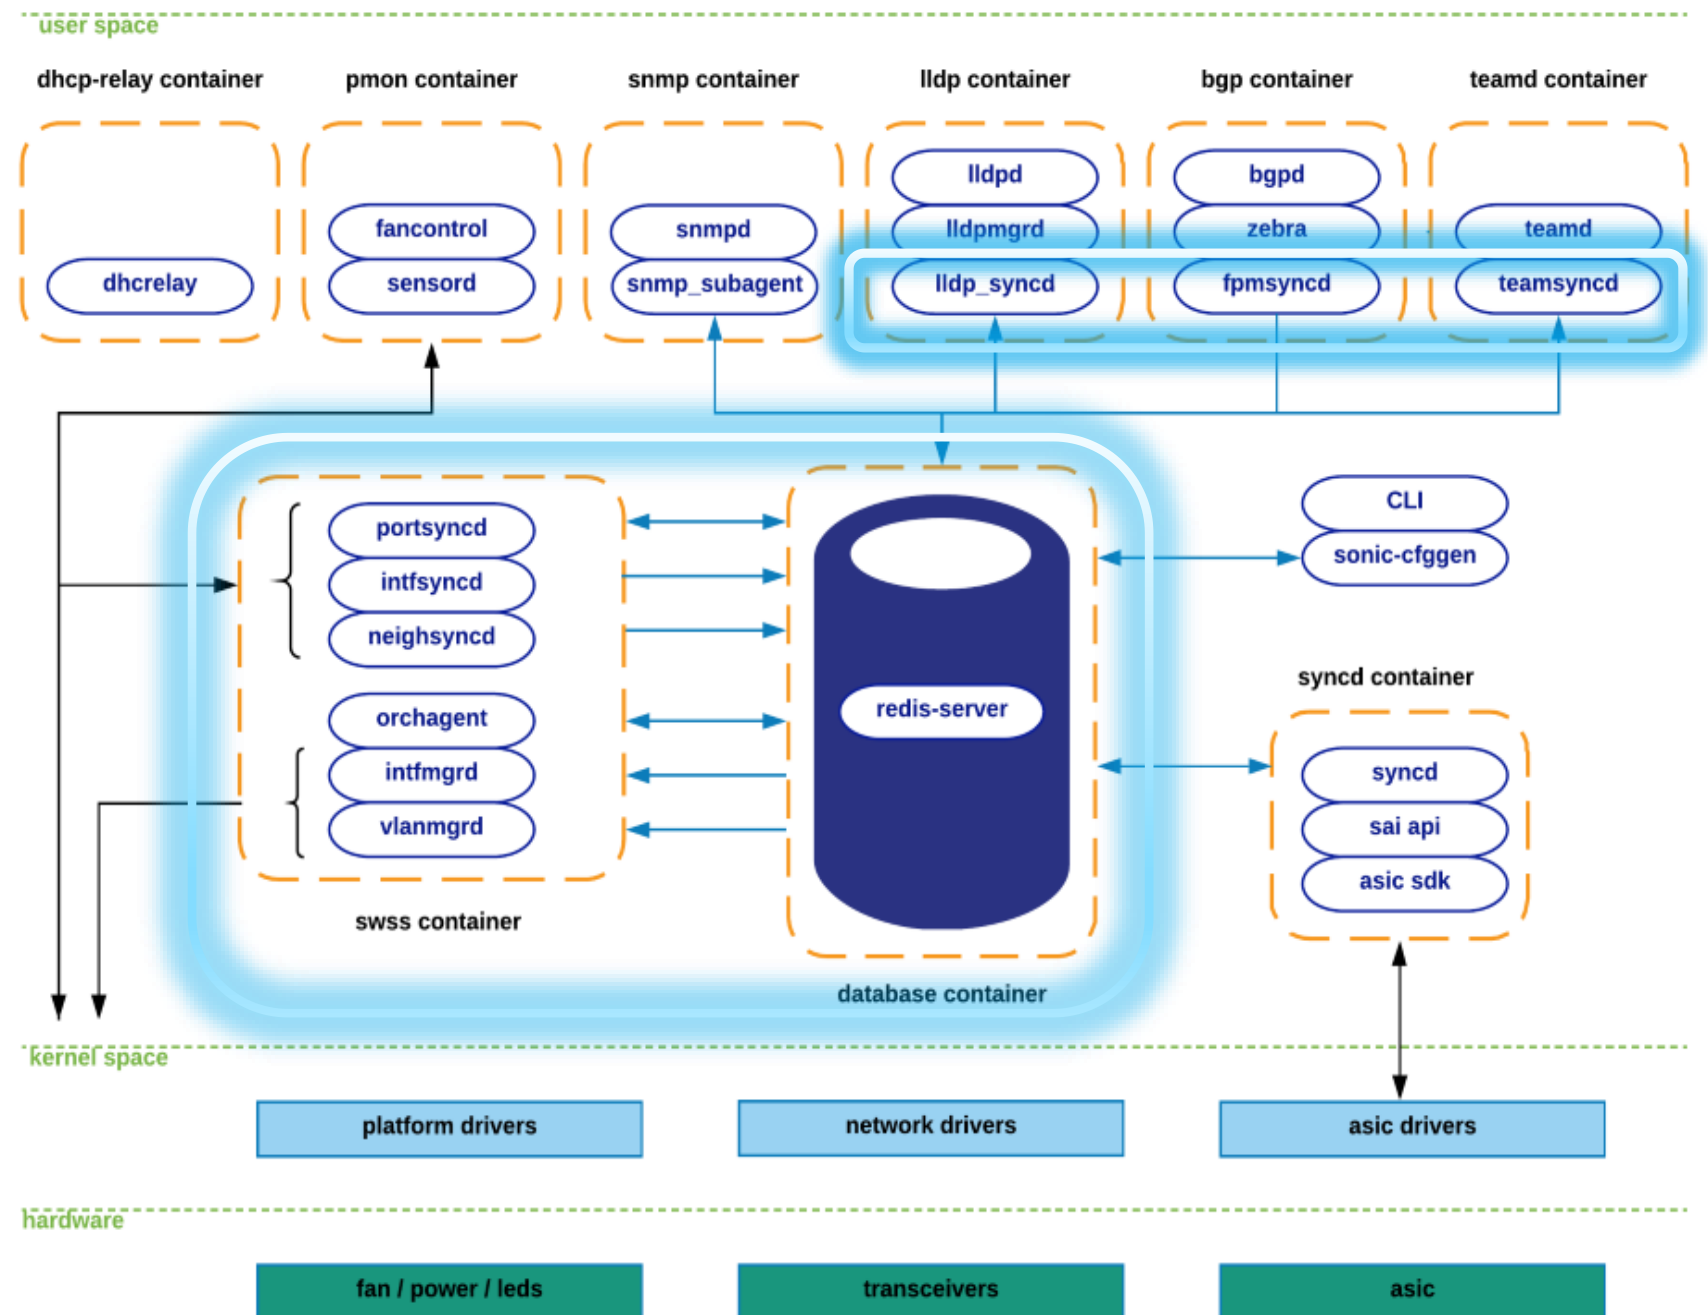 user space
dhcp-relay container
pmon container
snmp container
lldp container
bgp container
teamd container
lldpd
bgpd
fancontrol
snmpd
lldpmgrd
zebra
teamd
dhcrelay
sensord
snmp_subagent
lldp_syncd
fpmsyncd
teamsyncd
portsyncd
intfsyncd
neighsyncd
orchagent
intfmgrd
vlanmgrd
swss container
redis-server
database container
CLI
sonic-cfggen
syncd container
syncd
sai api
asic sdk
kernel space
platform drivers
network drivers
asic drivers
hardware
fan / power / leds
transceivers
asic